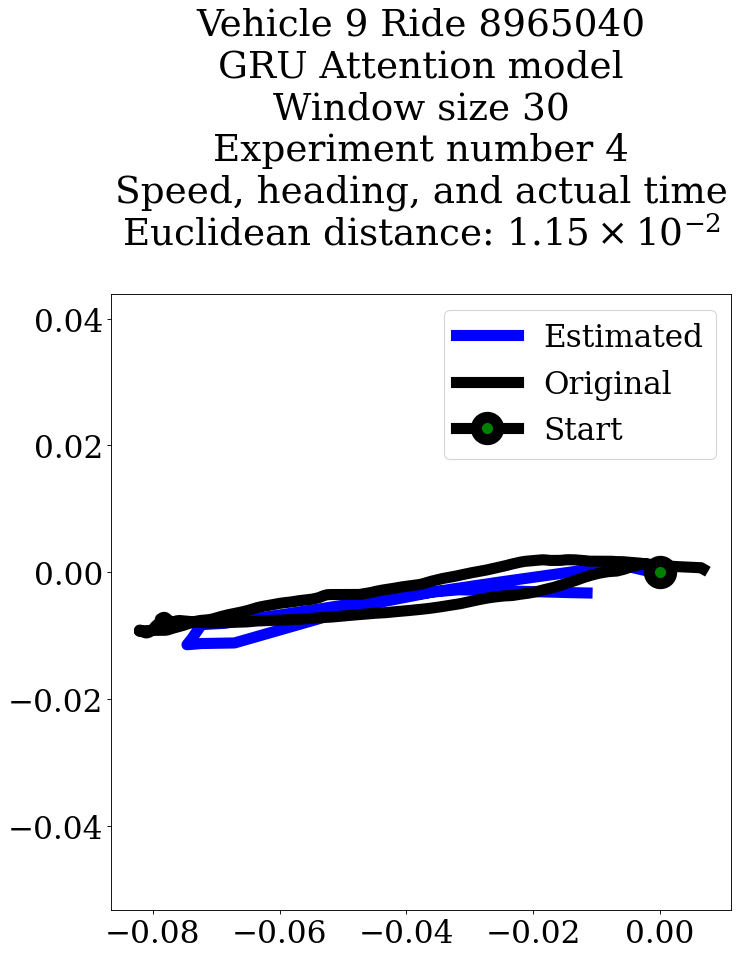 Vehicle 9 Ride 8965040
GRU Attention model
Window size 30
Experiment number 4
Speed, heading, and actual time
Euclidean distance: 1.15 × 10⁻²
Estimated
Original
Start
0.04
0.02
0.00
−0.02
−0.04
−0.08 −0.06 −0.04 −0.02 0.00